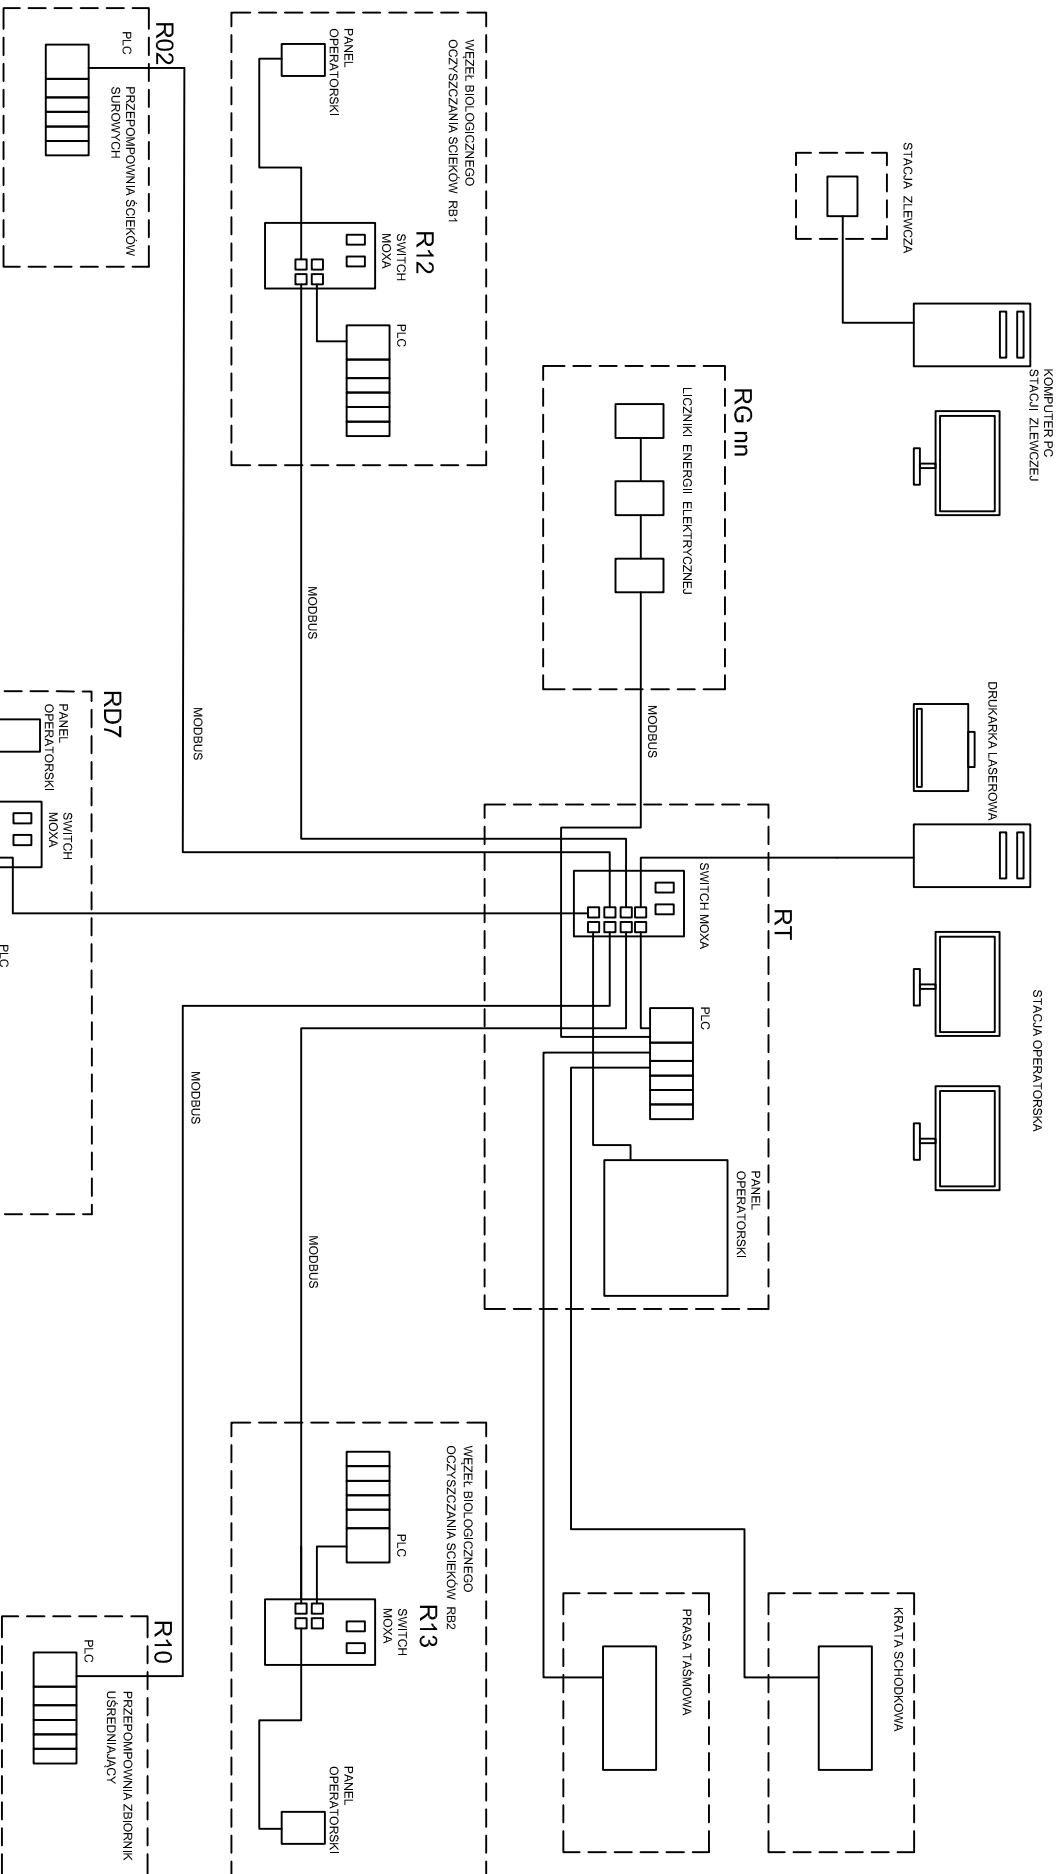 KOMPUTER PC
STACJI ZLEWCZEJ
STACJA ZLEWCZA
DRUKARKA LASEROWA
STACJA OPERATORSKA
RG nn
LICZNIKI ENERGII ELEKTRYCZNEJ
MODBUS
RT
SWITCH MOXA
PLC
PANEL
OPERATORSKI
KRATA SCHODKOWA
PRASA TAŚMOWA
WĘZEŁ BIOLOGICZNEGO
OCZYSZCZANIA ŚCIEKÓW RB1
PANEL
OPERATORSKI
R12
SWITCH
MOXA
PLC
MODBUS
MODBUS
WĘZEŁ BIOLOGICZNEGO
OCZYSZCZANIA SCIEKÓW RB2
PLC
R13
SWITCH
MOXA
PANEL
OPERATORSKI
R02
PLC
PRZEPOMPOWNIA ŚCIEKÓW
SUROWYCH
MODBUS
MODBUS
RD7
PANEL
OPERATORSKI
SWITCH
MOXA
PLC
R10
PLC
PRZEPOMPOWNIA ZBIORNIK
UŚREDNIAJĄCY